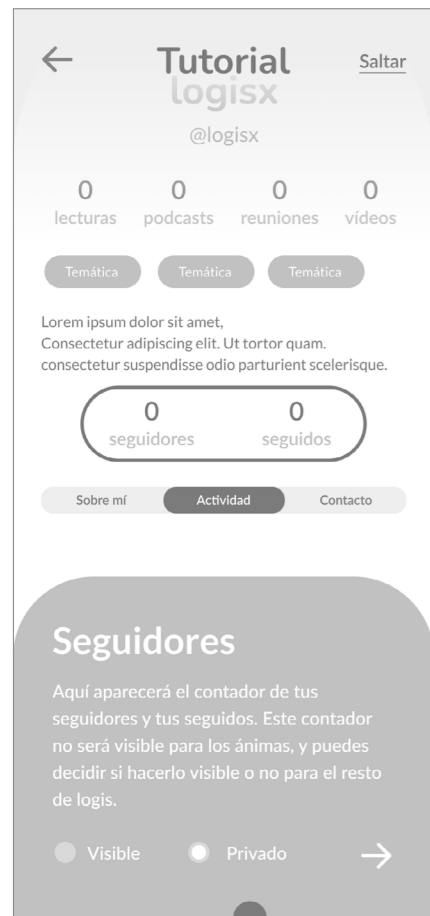 Tutorial
Saltar
logisx
@logisx
0 0 0 0
lecturas podcasts reuniones vídeos
Temática Temática Temática
Lorem ipsum dolor sit amet,
Consectetur adipiscing elit. Ut tortor quam.
consectetur suspendisse odio parturient scelerisque.
0 0
seguidores seguidos
Sobre mí Actividad Contacto
Seguidores
Aquí aparecerá el contador de tus
seguidores y tus seguidos. Este contador
no será visible para los ánimas, y puedes
decidir si hacerlo visible o no para el resto
de logis.
Visible Privado